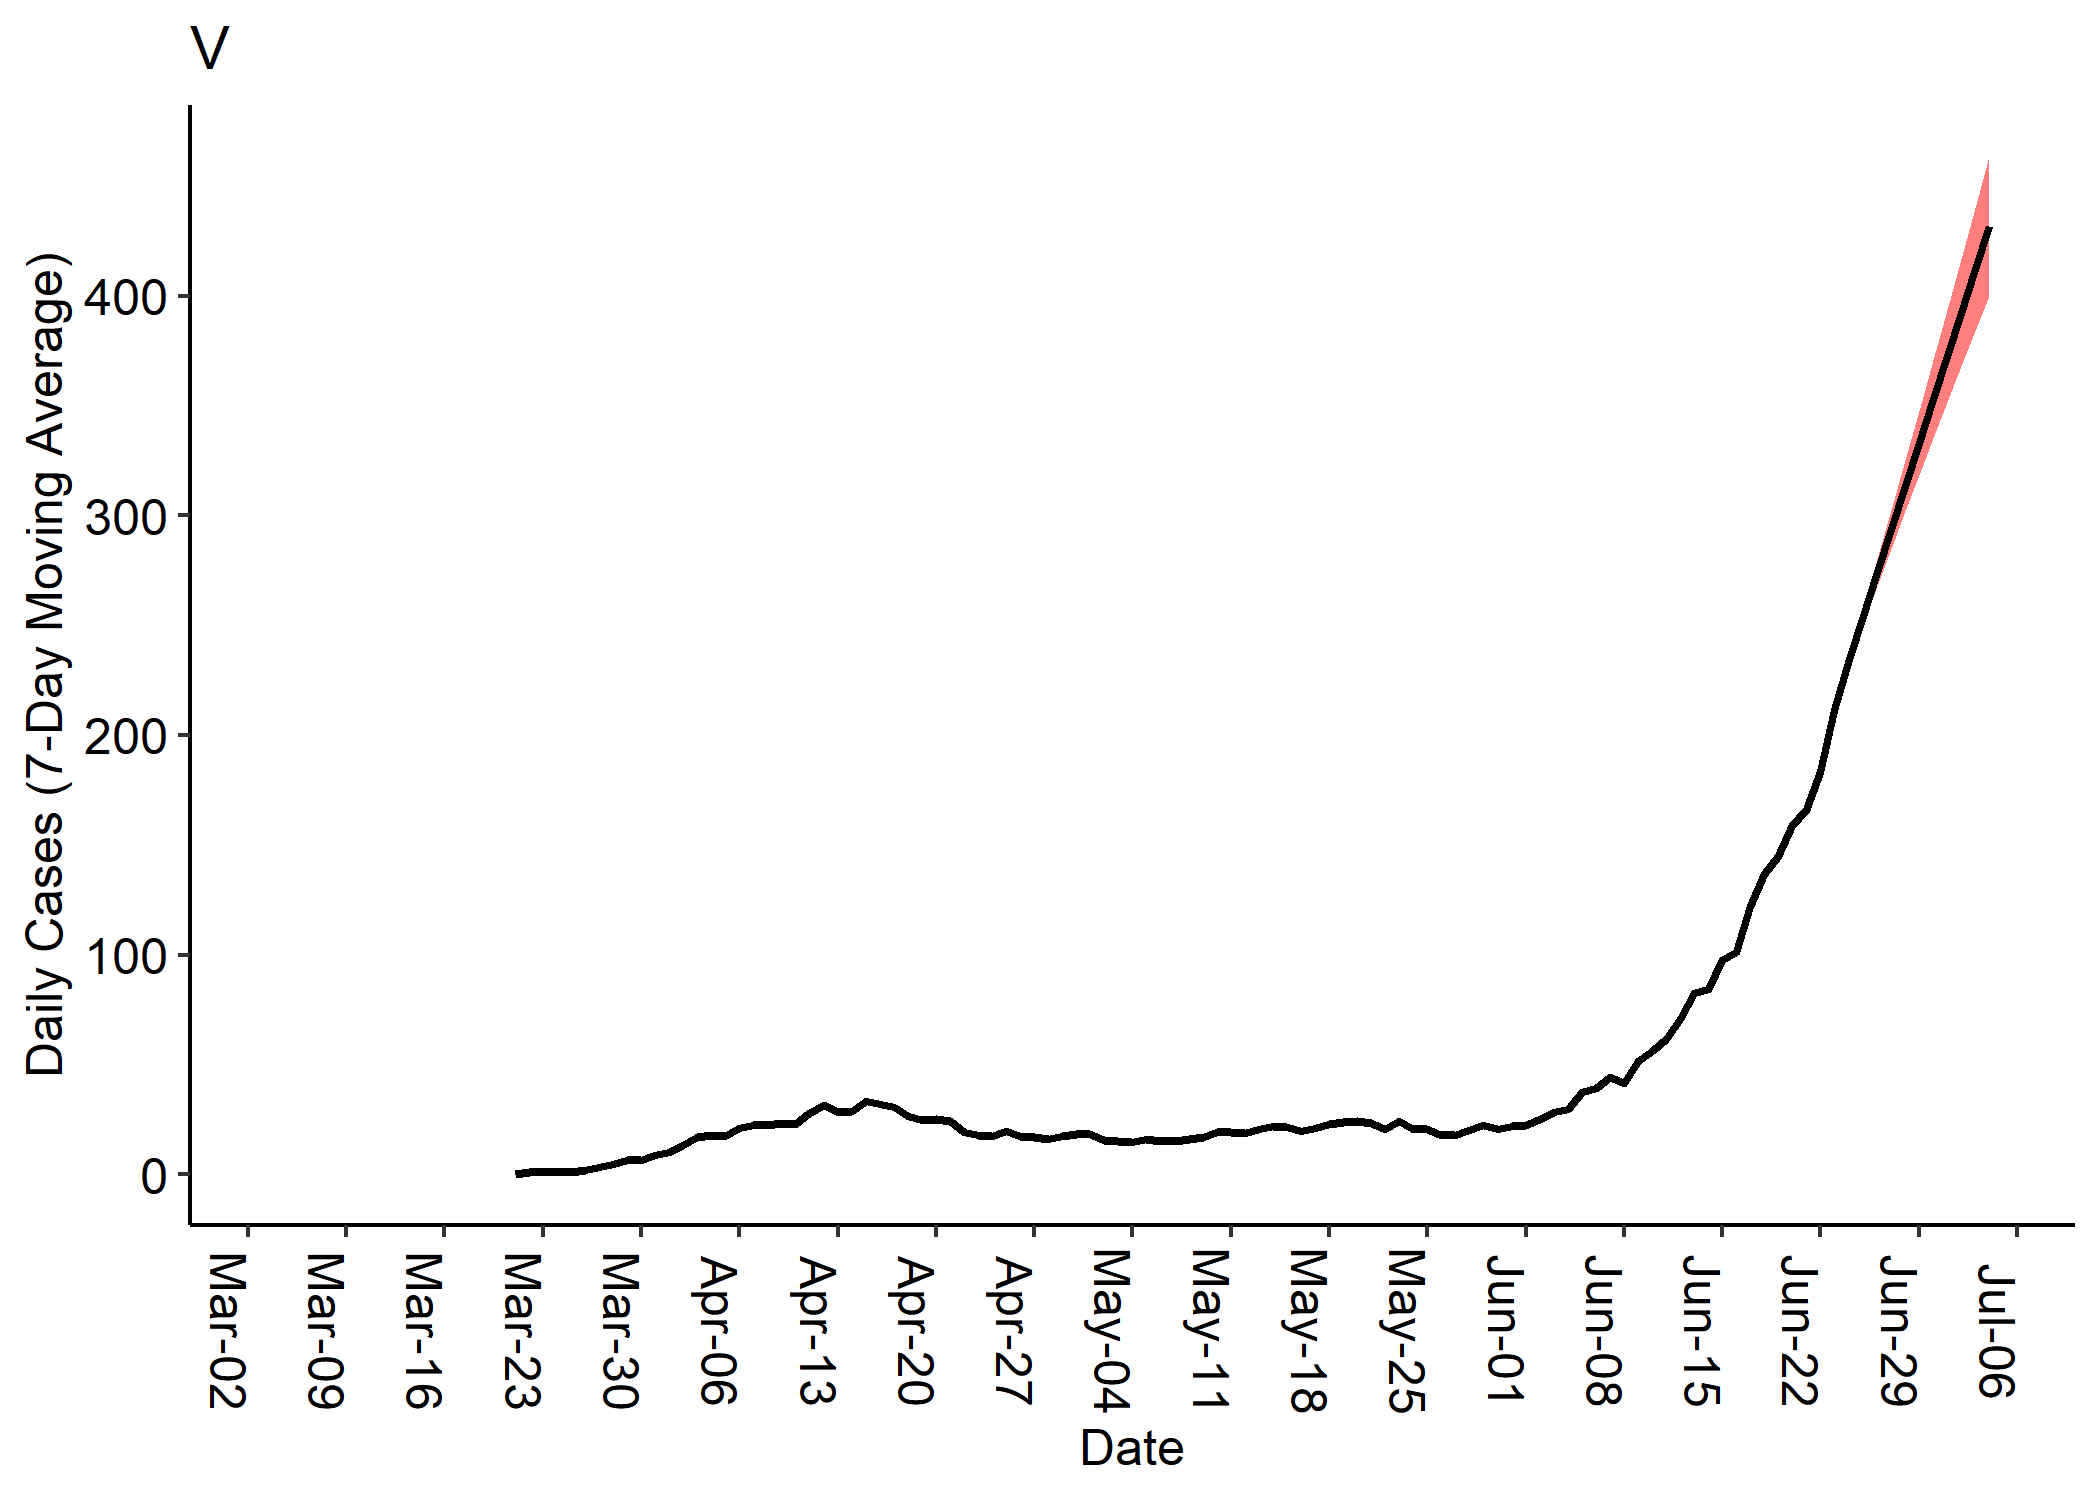 V
Daily Cases (7-Day Moving Average)
400
300
200
100
0
Mar-02
Mar-09
Mar-16
Mar-23
Mar-30
Apr-06
Apr-13
Apr-20
Apr-27
May-04
May-11
May-18
May-25
Jun-01
Jun-08
Jun-15
Jun-22
Jun-29
Jul-06
Date